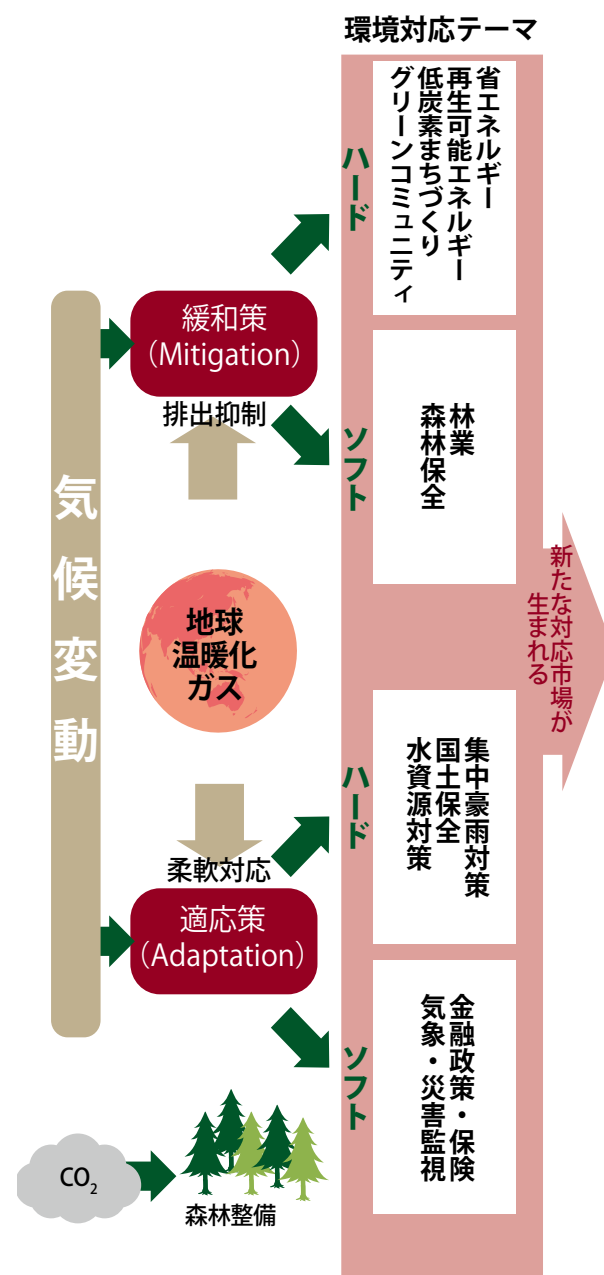 環境対応テーマ
ハード
省エネルギー
再生可能エネルギー
低炭素まちづくり
グリーンコミュニティ
緩和策
（Mitigation）
排出抑制
ソフト
林業
森林保全
気候変動
地球
温暖化
ガス
新たな対応市場が
生まれる
ハード
集中豪雨対策
国土保全
水資源対策
柔軟対応
適応策
（Adaptation）
ソフト
金融政策・保険
気象・災害監視
CO₂
森林整備